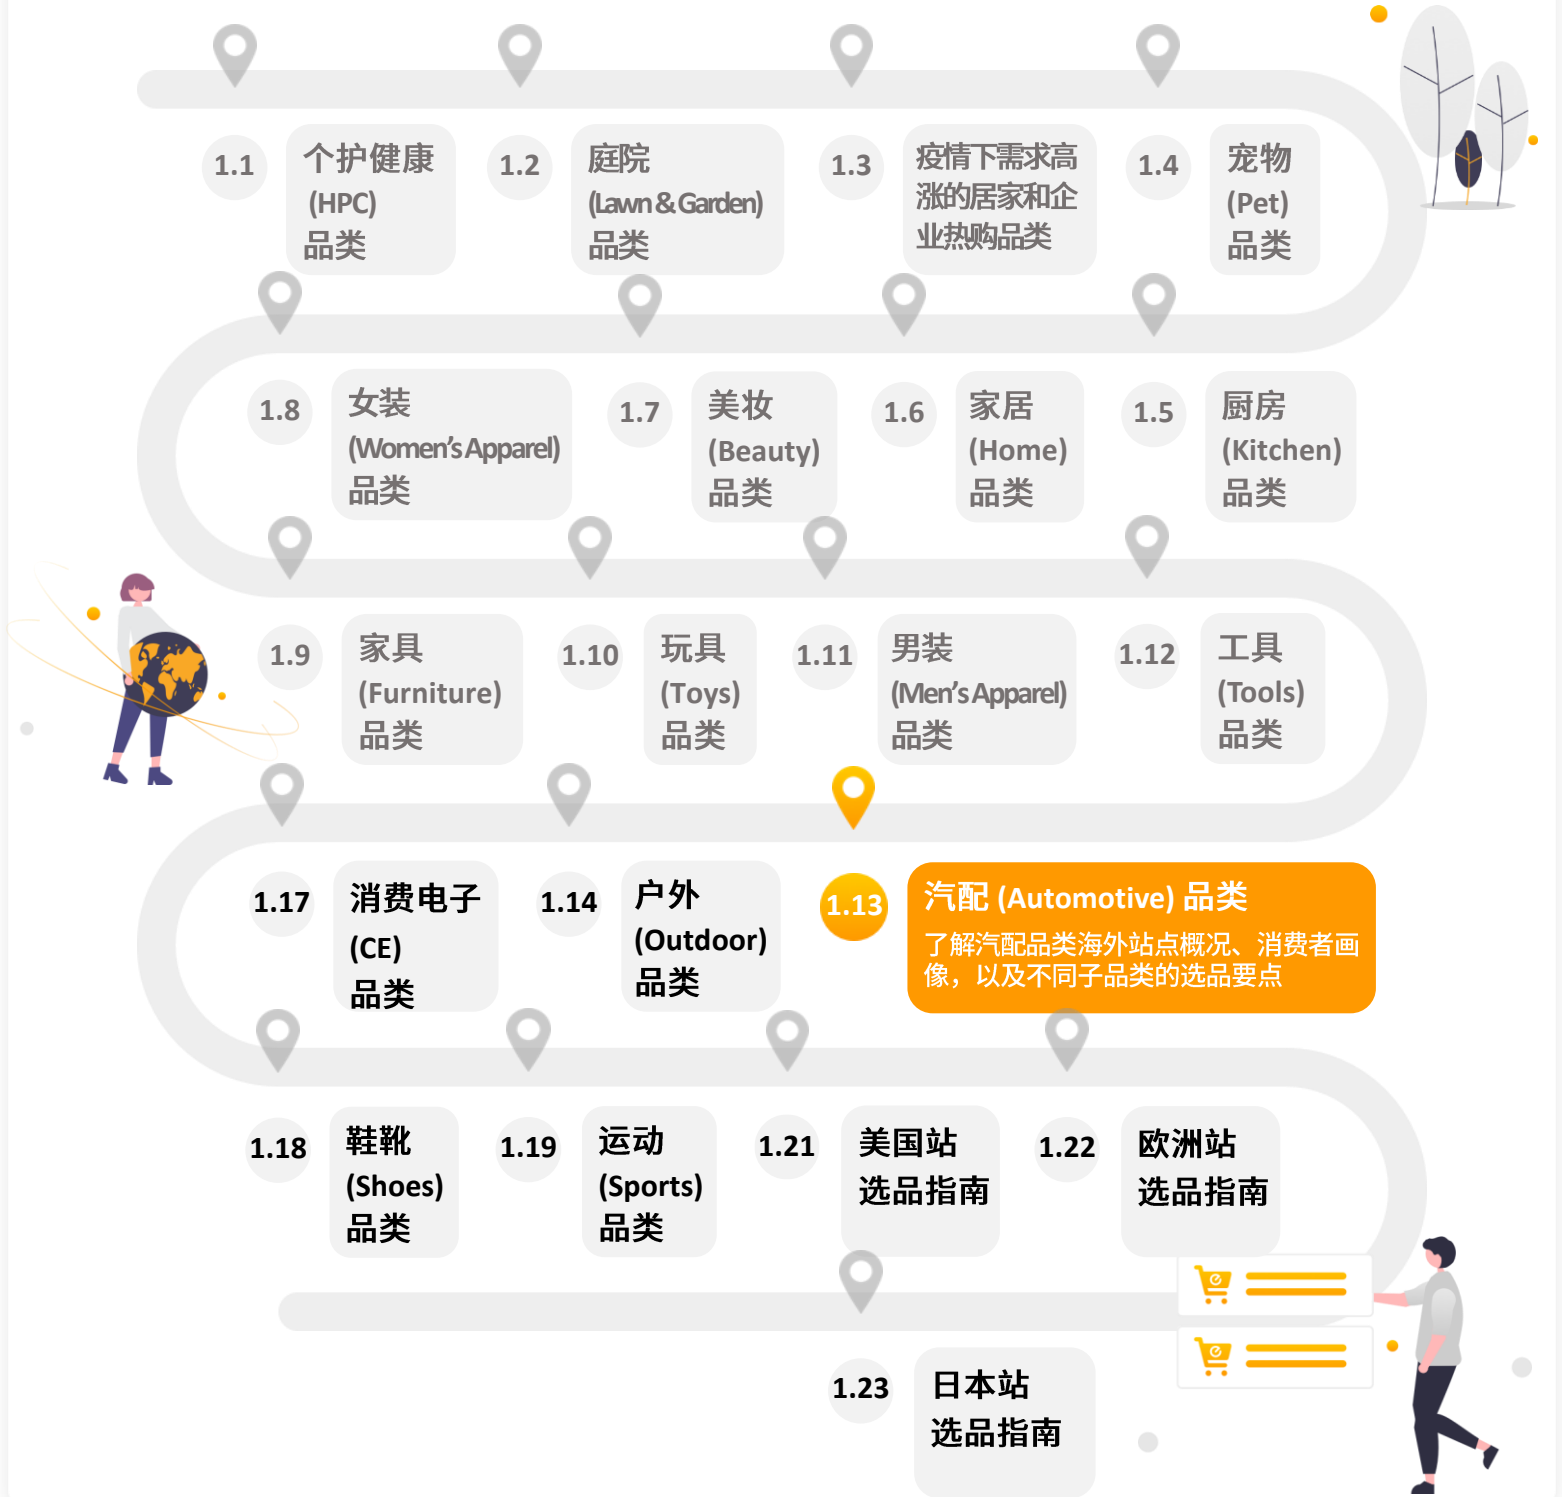 1.1
个护健康
(HPC)
品类
1.2
庭院
(Lawn & Garden)
品类
1.3
疫情下需求高
涨的居家和企
业热购品类
1.4
宠物
(Pet)
品类
1.8
女装
(Women’s Apparel)
品类
1.7
美妆
(Beauty)
品类
1.6
家居
(Home)
品类
1.5
厨房
(Kitchen)
品类
1.9
家具
(Furniture)
品类
1.10
玩具
(Toys)
品类
1.11
男装
(Men’s Apparel)
品类
1.12
工具
(Tools)
品类
1.17
消费电子
(CE)
品类
1.14
户外
(Outdoor)
品类
1.13
汽配 (Automotive) 品类
了解汽配品类海外站点概况、消费者画
像，以及不同子品类的选品要点
1.18
鞋靴
(Shoes)
品类
1.19
运动
(Sports)
品类
1.21
美国站
选品指南
1.22
欧洲站
选品指南
1.23
日本站
选品指南